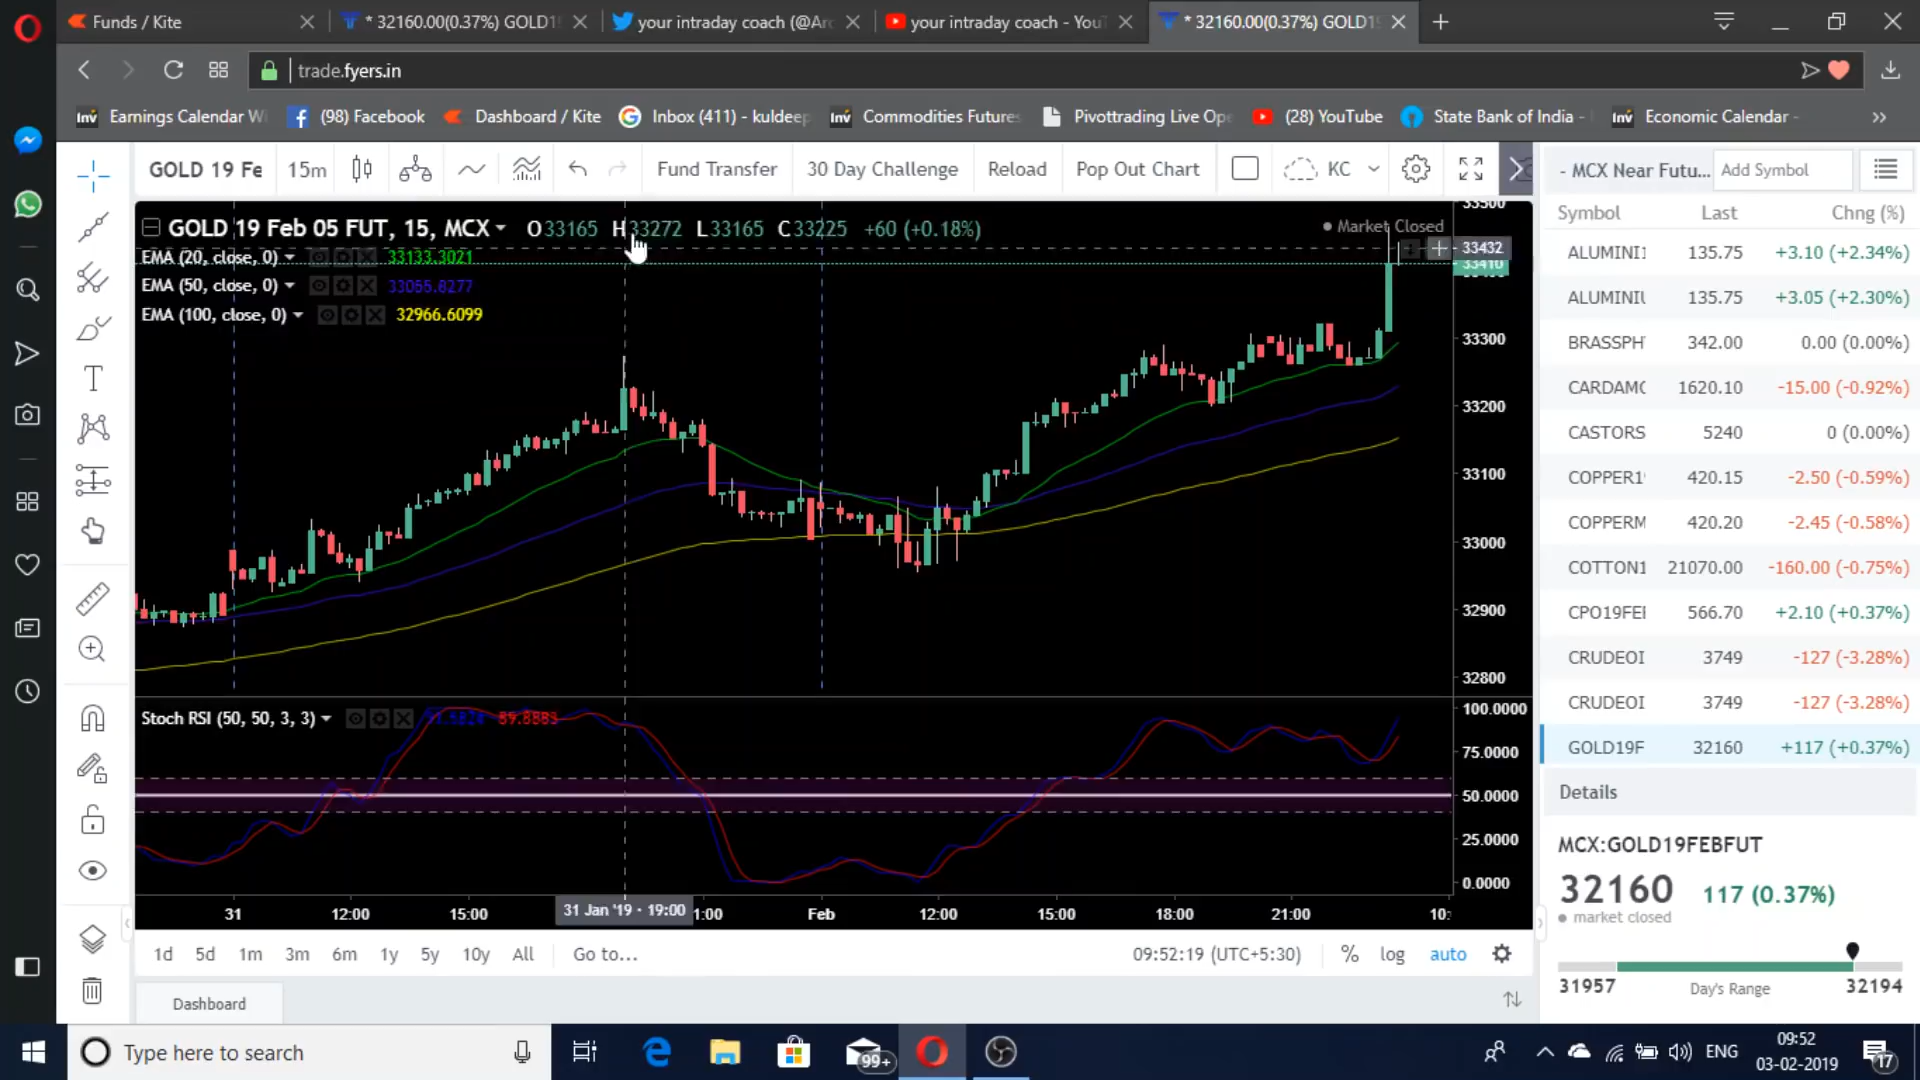 Funds / Kite
* 32160.00(0.37%) GOLD1
your intraday coach (@Arc
your intraday coach - YouT
* 32160.00(0.37%) GOLD1
trade.fyers.in
Earnings Calendar W
(98) Facebook
Dashboard / Kite
Inbox (411) - kuldeep
Commodities Futures
Pivottrading Live Op
(28) YouTube
State Bank of India -
Economic Calendar -
GOLD 19 Fe
15m
Fund Transfer
30 Day Challenge
Reload
Pop Out Chart
KC
- MCX Near Futu...
Add Symbol
GOLD 19 Feb 05 FUT, 15, MCX
O33165 H33272 L33165 C33225 +60 (+0.18%)
Market Closed
EMA (20, close, 0) 33133.3021
EMA (50, close, 0) 33055.8277
EMA (100, close, 0) 32966.6099
33500
33432
33410
33300
33200
33100
33000
32900
32800
Stoch RSI (50, 50, 3, 3) 89.8883
100.0000
75.0000
50.0000
25.0000
0.0000
31
12:00
15:00
31 Jan '19 - 19:00
1:00
Feb
12:00
15:00
18:00
21:00
10:
1d 5d 1m 3m 6m 1y 5y 10y All Go to...
09:52:19 (UTC+5:30) % log auto
Dashboard
Symbol Last Chng (%)
ALUMINI1 135.75 +3.10 (+2.34%)
ALUMINIU 135.75 +3.05 (+2.30%)
BRASSPH 342.00 0.00 (0.00%)
CARDAMO 1620.10 -15.00 (-0.92%)
CASTORS 5240 0 (0.00%)
COPPER1 420.15 -2.50 (-0.59%)
COPPERM 420.20 -2.45 (-0.58%)
COTTON1 21070.00 -160.00 (-0.75%)
CPO19FEI 566.70 +2.10 (+0.37%)
CRUDEOI 3749 -127 (-3.28%)
CRUDEOI 3749 -127 (-3.28%)
GOLD19F 32160 +117 (+0.37%)
Details
MCX:GOLD19FEBFUT
32160 117 (0.37%)
market closed
31957 Day's Range 32194
Type here to search
99+
ENG
09:52
03-02-2019
17